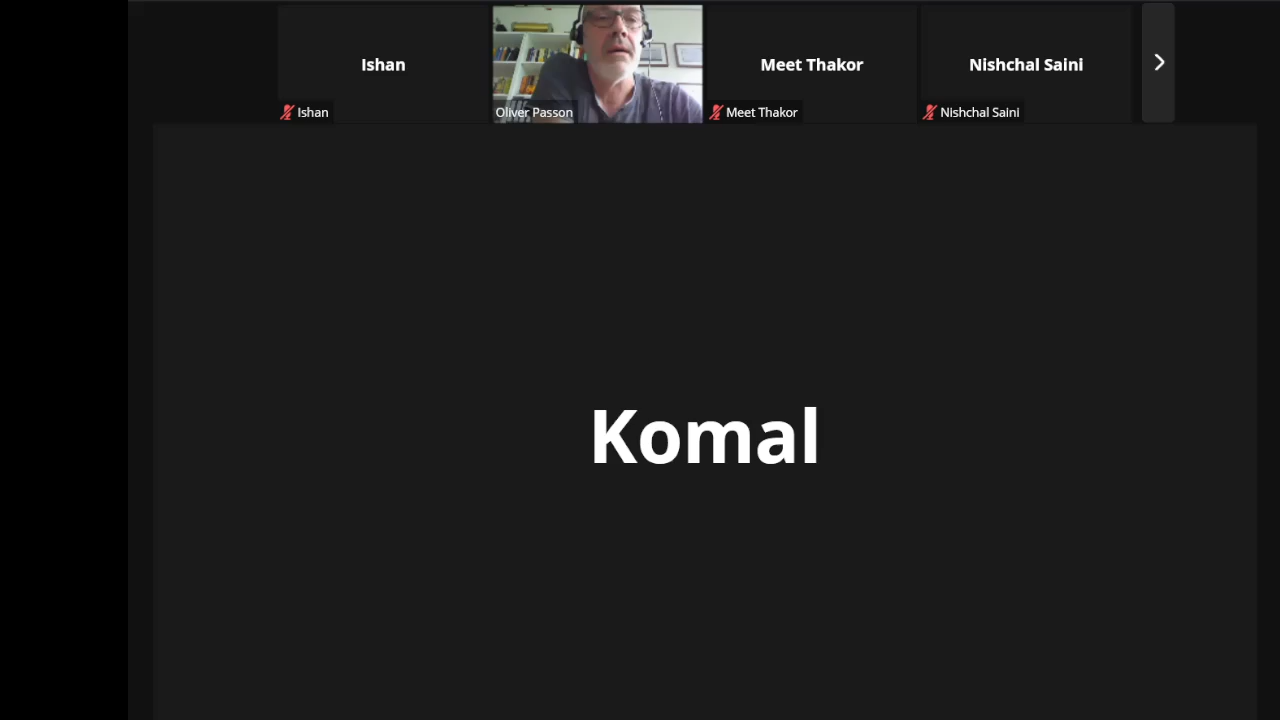 Ishan
Meet Thakor
Nishchal Saini
Ishan
Oliver Passon
Meet Thakor
Nishchal Saini
Komal